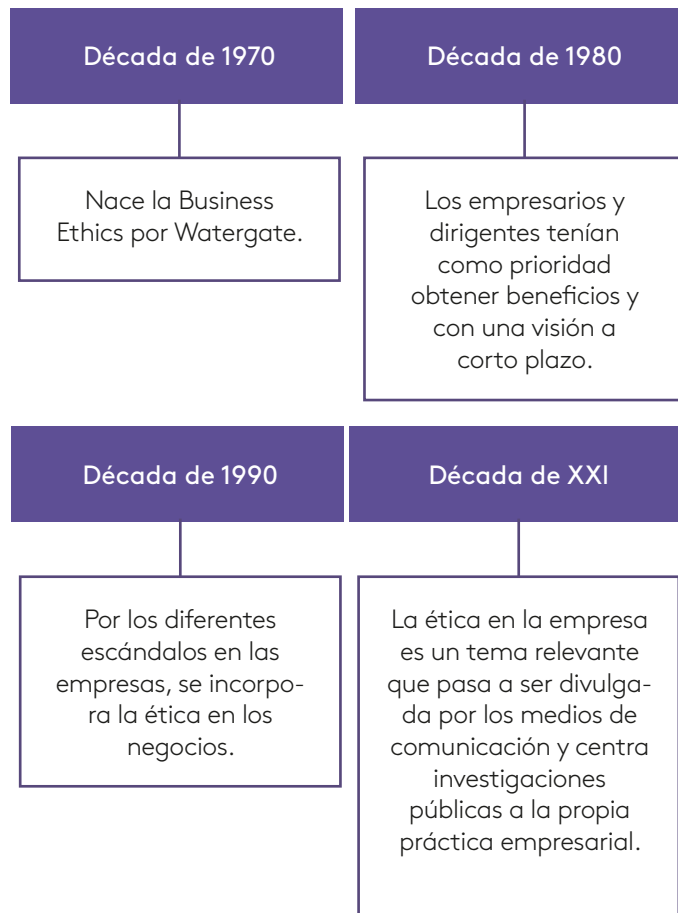 Década de 1970
Nace la Business
Ethics por Watergate.
Década de 1980
Los empresarios y
dirigentes tenían
como prioridad
obtener beneficios y
con una visión a
corto plazo.
Década de 1990
Por los diferentes
escándalos en las
empresas, se incorpo-
ra la ética en los
negocios.
Década de XXI
La ética en la empresa
es un tema relevante
que pasa a ser divulga-
da por los medios de
comunicación y centra
investigaciones
públicas a la propia
práctica empresarial.